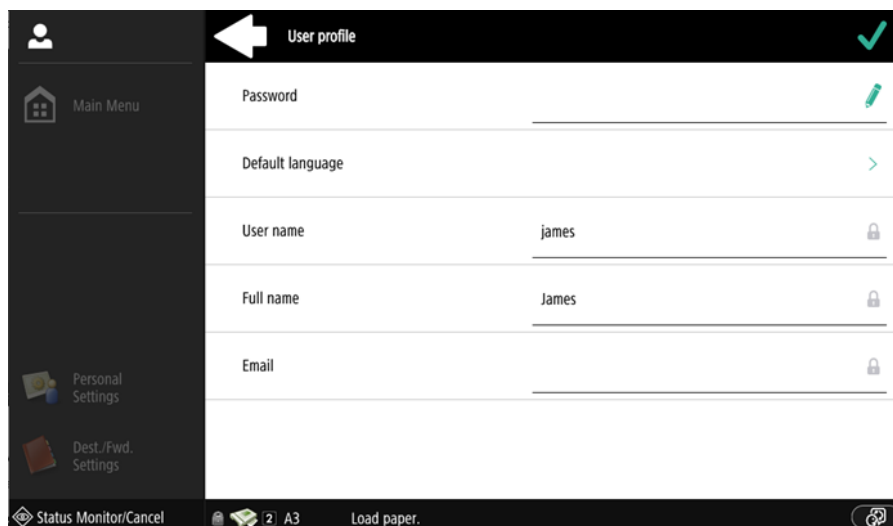 User profile
Main Menu
Password
Default language
User name james
Full name James
Email
Personal
Settings
Dest./Fwd.
Settings
Status Monitor/Cancel 2 A3 Load paper.